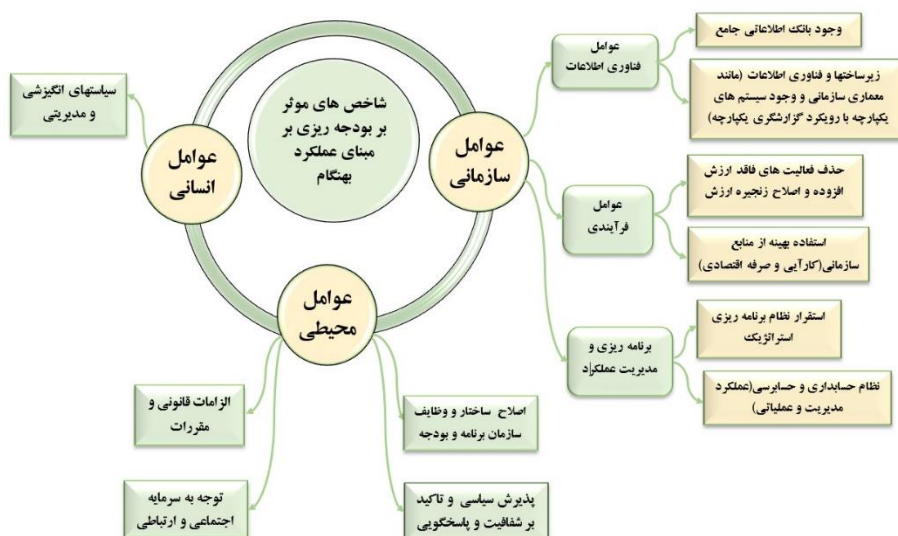 شاخص های موثر
بر بودجه ریزی بر
مبنای عملکرد
بهنگام
عوامل
سازمانی
عوامل
فناوری اطلاعات
وجود بانک اطلاعاتی جامع
زیرساختها و فناوری اطلاعات (مانند
معماری سازمانی و وجود سیستم های
یکپارچه با رویکرد گزارشگری یکپارچه)
عوامل
فرآیندی
حذف فعالیت های فاقد ارزش
افزوده و اصلاح زنجیره ارزش
استفاده بهینه از منابع
سازمانی(کارآیی و صرفه اقتصادی)
برنامه ریزی و
مدیریت عملکرد
استقرار نظام برنامه ریزی
استراتژیک
نظام حسابداری و حسابرسی(عملکرد
مدیریت و عملیاتی)
عوامل
محیطی
اصلاح ساختار و وظایف
سازمان برنامه و بودجه
پذیرش سیاسی و تاکید
بر شفافیت و پاسخگویی
الزامات قانونی و
مقررات
توجه به سرمایه
اجتماعی و ارتباطی
عوامل
انسانی
سیاستهای انگیزشی
و مدیریتی